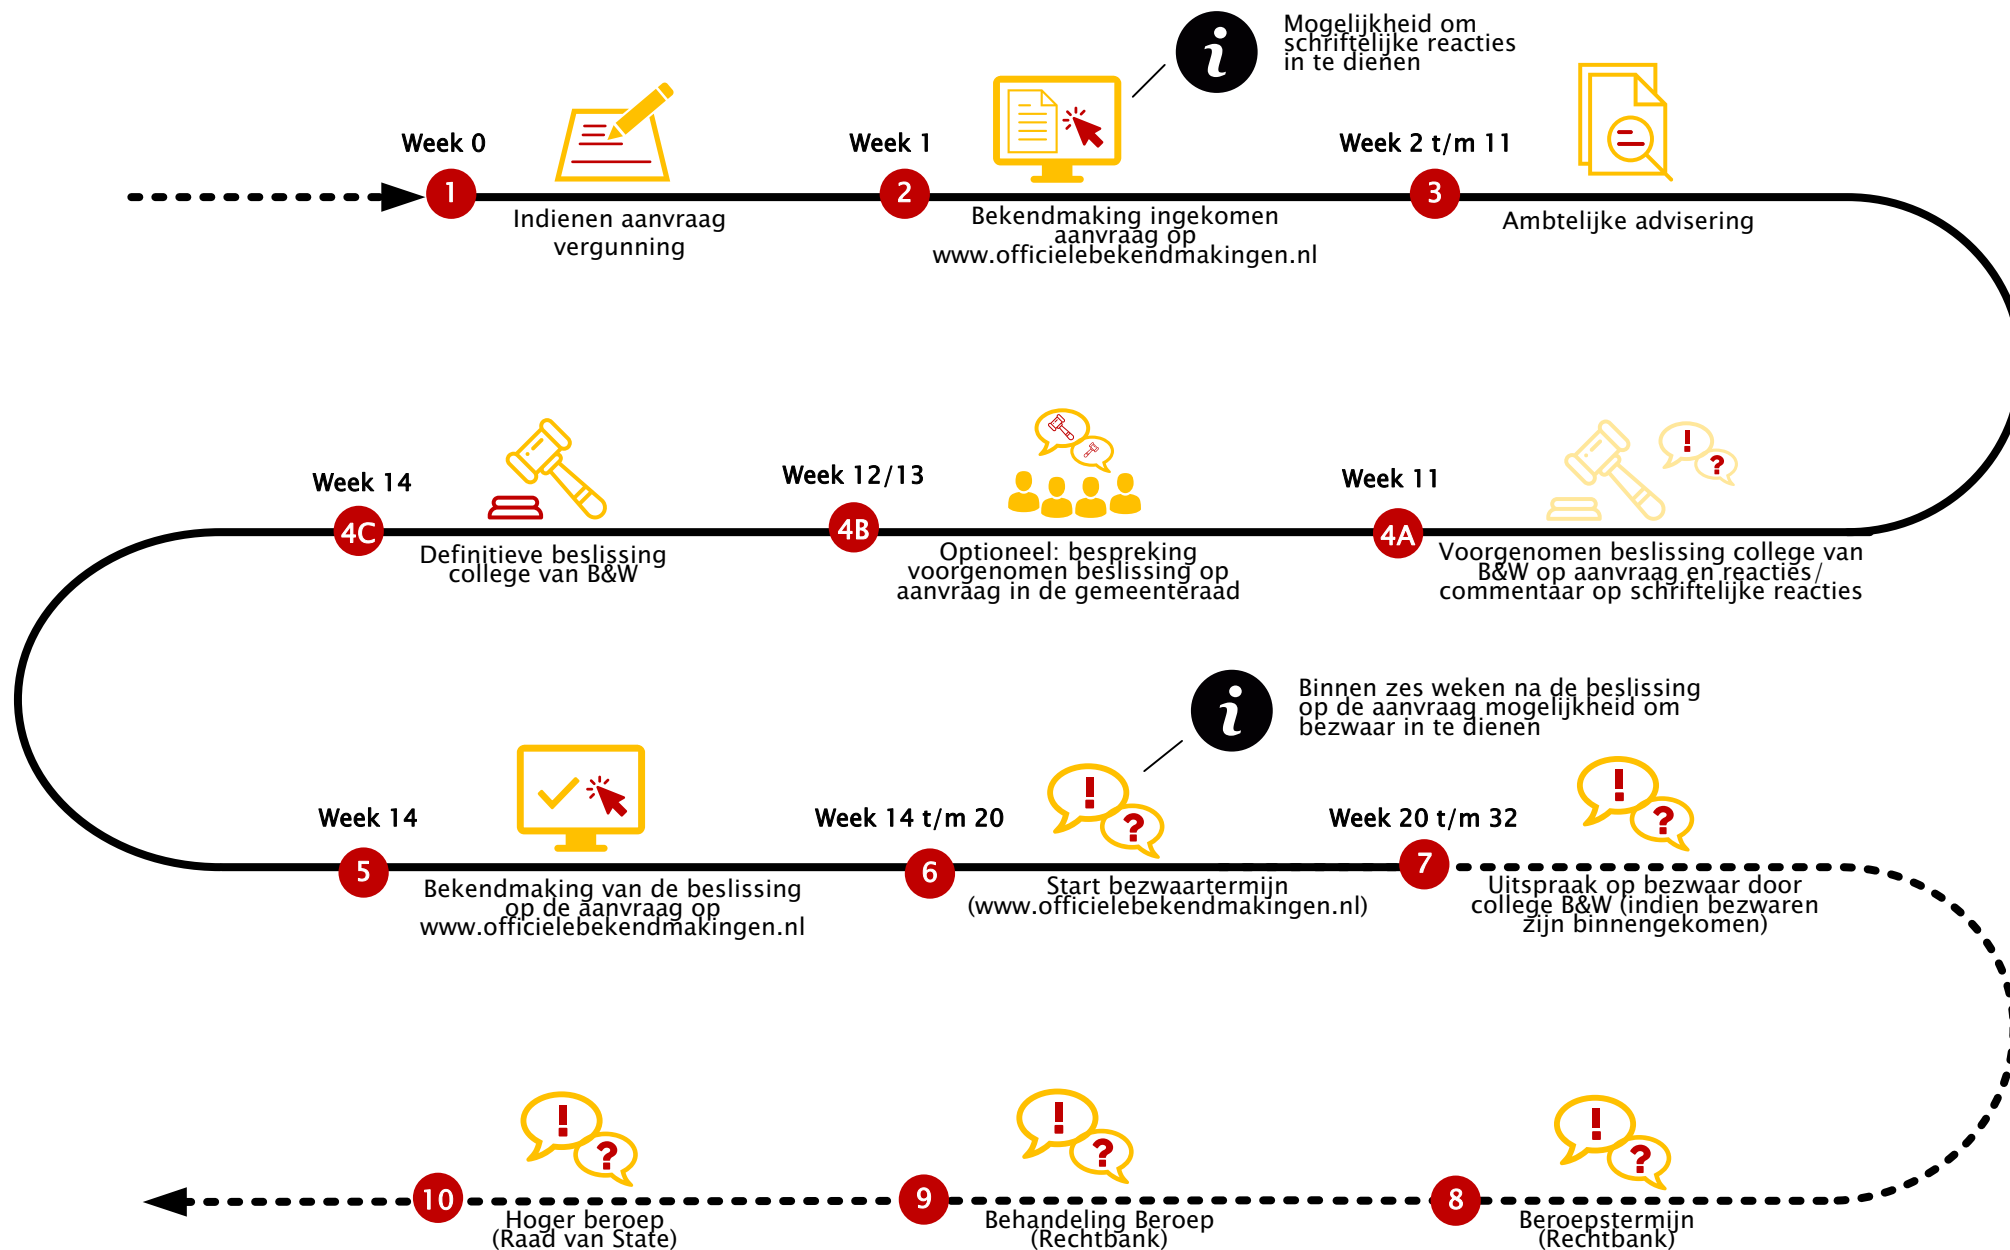 Mogelijkheid om
schriftelijke reacties
in te dienen
Week 0
1
Indienen aanvraag
vergunning
Week 1
2
Bekendmaking ingekomen
aanvraag op
www.officielebekendmakingen.nl
Week 2 t/m 11
3
Ambtelijke advisering
Week 11
4A
Voorgenomen beslissing college van
B&W op aanvraag en reacties/
commentaar op schriftelijke reacties
Week 12/13
4B
Optioneel: bespreking
voorgenomen beslissing op
aanvraag in de gemeenteraad
Week 14
4C
Definitieve beslissing
college van B&W
Week 14
5
Bekendmaking van de beslissing
op de aanvraag op
www.officielebekendmakingen.nl
Binnen zes weken na de beslissing
op de aanvraag mogelijkheid om
bezwaar in te dienen
Week 14 t/m 20
6
Start bezwaartermijn
(www.officielebekendmakingen.nl)
Week 20 t/m 32
7
Uitspraak op bezwaar door
college B&W (indien bezwaren
zijn binnengekomen)
8
Beroepstermijn
(Rechtbank)
9
Behandeling Beroep
(Rechtbank)
10
Hoger beroep
(Raad van State)